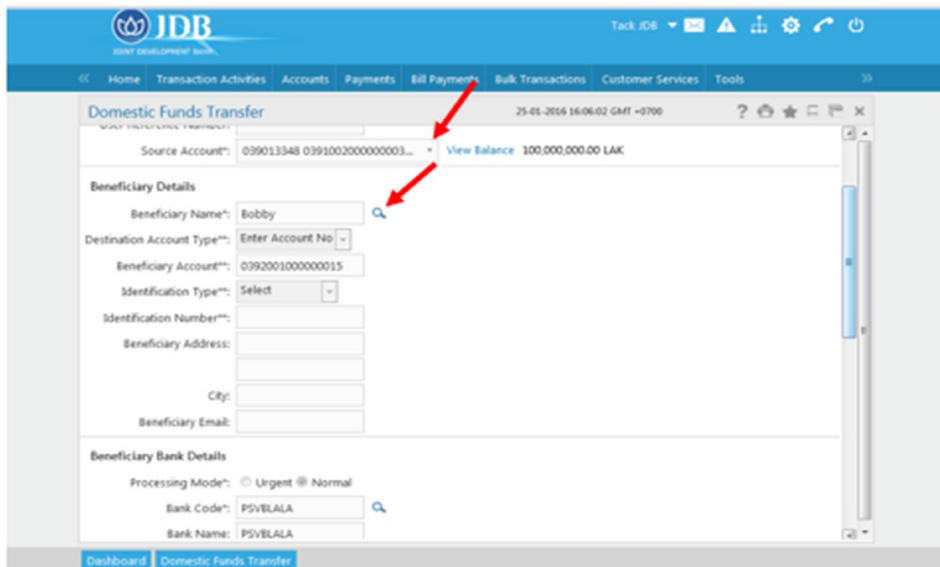 JDB
JOINT DEVELOPMENT BANK
Tack JDB
Home Transaction Activities Accounts Payments Bill Payments Bulk Transactions Customer Services Tools
Domestic Funds Transfer 25-01-2016 16:06:02 GMT +0700 ?
User Reference Number:
Source Account*: 039013348 0391002000000003... View Balance 100,000,000.00 LAK
Beneficiary Details
Beneficiary Name*: Bobby
Destination Account Type**: Enter Account No
Beneficiary Account**: 0392001000000015
Identification Type**: Select
Identification Number**:
Beneficiary Address:
City:
Beneficiary Email:
Beneficiary Bank Details
Processing Mode*: Urgent Normal
Bank Code*: PSVBLALA
Bank Name: PSVBLALA
Dashboard Domestic Funds Transfer